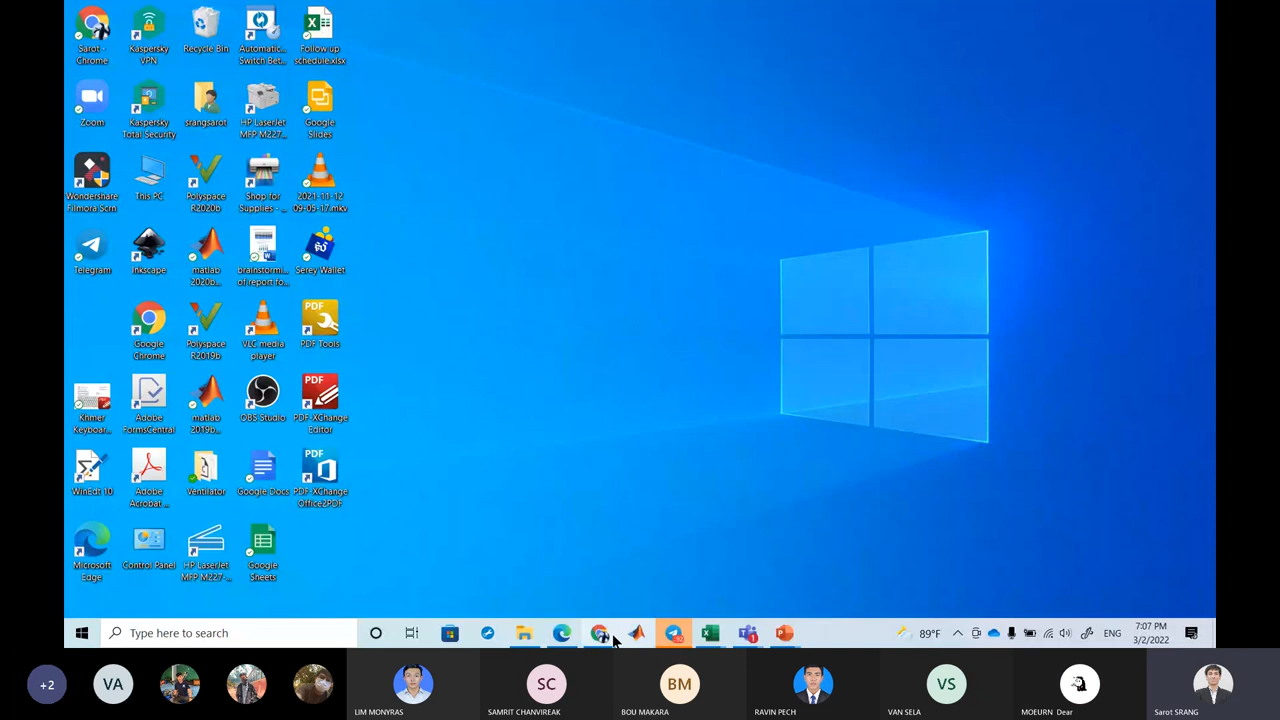 Sarot -
Chrome
Kaspersky
VPN
Recycle Bin
Automatic...
Switch Bet...
Follow up
schedule.xlsx
Zoom
Kaspersky
Total Security
srangsarot
HP LaserJet
MFP M227...
Google
Slides
Wondershare
Filmora Scrn
This PC
Polyspace
R2020b
Shop for
Supplies - ...
2021-11-12
09-05-17.mkv
Telegram
Inkscape
matlab
2020b...
brainstormi...
of report fo...
Serey Wallet
Google
Chrome
Polyspace
R2019b
VLC media
player
PDF
PDF Tools
Khmer
Keyboar...
Adobe
FormsCentral
matlab
2019b...
OBS Studio
PDF
PDF-XChange
Editor
WinEdt 10
Adobe
Acrobat ...
Ventilator
Google Docs
PDF
PDF-XChange
Office2PDF
Microsoft
Edge
Control Panel
HP LaserJet
MFP M227-...
Google
Sheets
Type here to search
89°F
ENG
7:07 PM
3/2/2022
+2
VA
LIM MONYRAS
SC
SAMRIT CHANVIREAK
BM
BOU MAKARA
RAVIN PECH
VS
VAN SELA
MOEURN Dear
Sarot SRANG